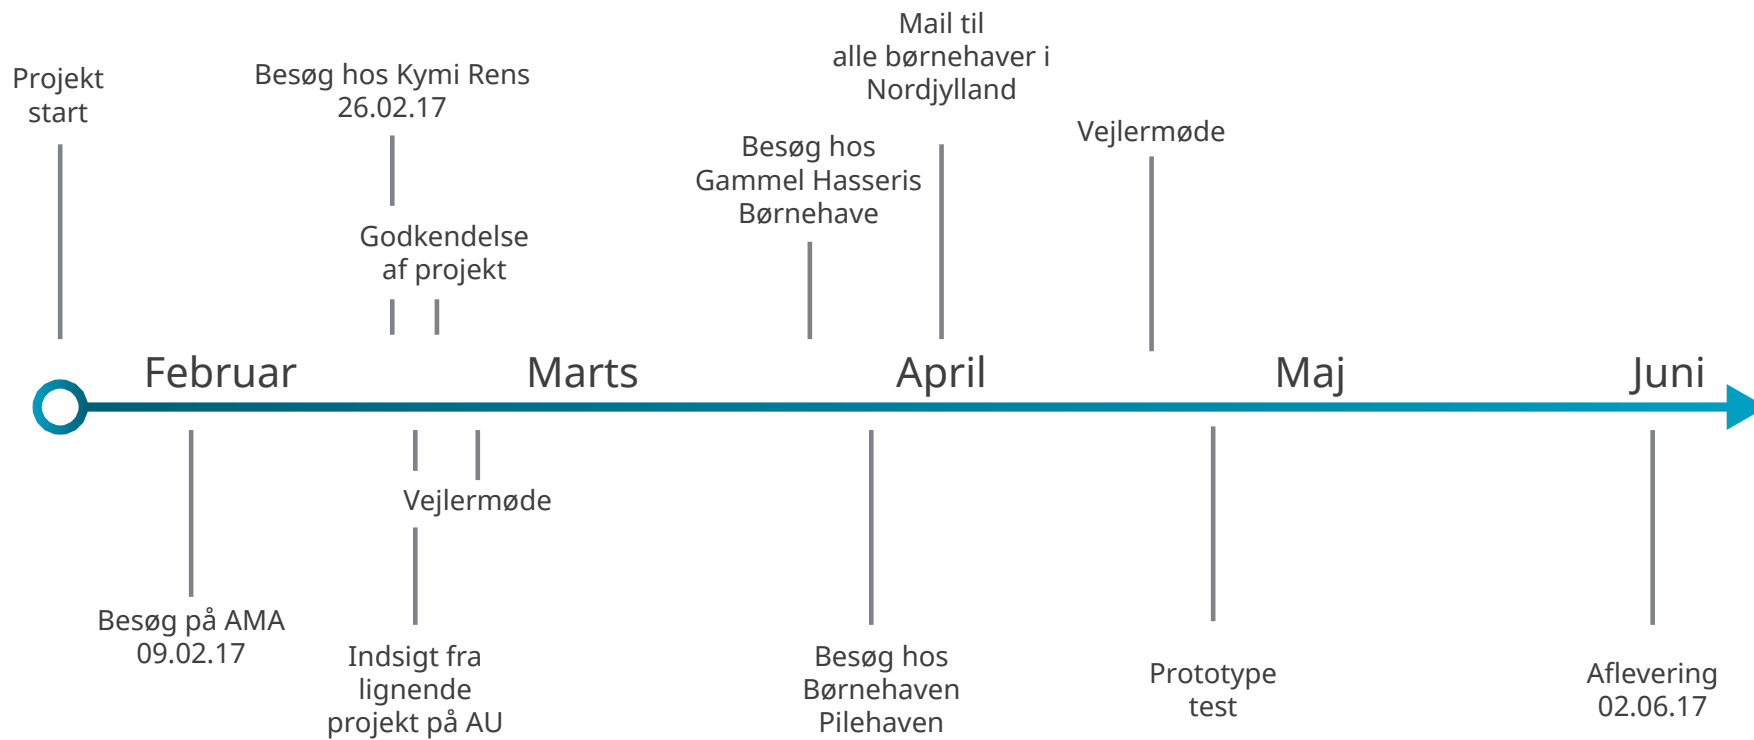 Projekt
start
Besøg hos Kymi Rens
26.02.17
Godkendelse
af projekt
Besøg hos
Gammel Hasseris
Børnehave
Mail til
alle børnehaver i
Nordjylland
Vejlermøde
Februar
Marts
April
Maj
Juni
Besøg på AMA
09.02.17
Indsigt fra
lignende
projekt på AU
Vejlermøde
Besøg hos
Børnehaven
Pilehaven
Prototype
test
Aflevering
02.06.17